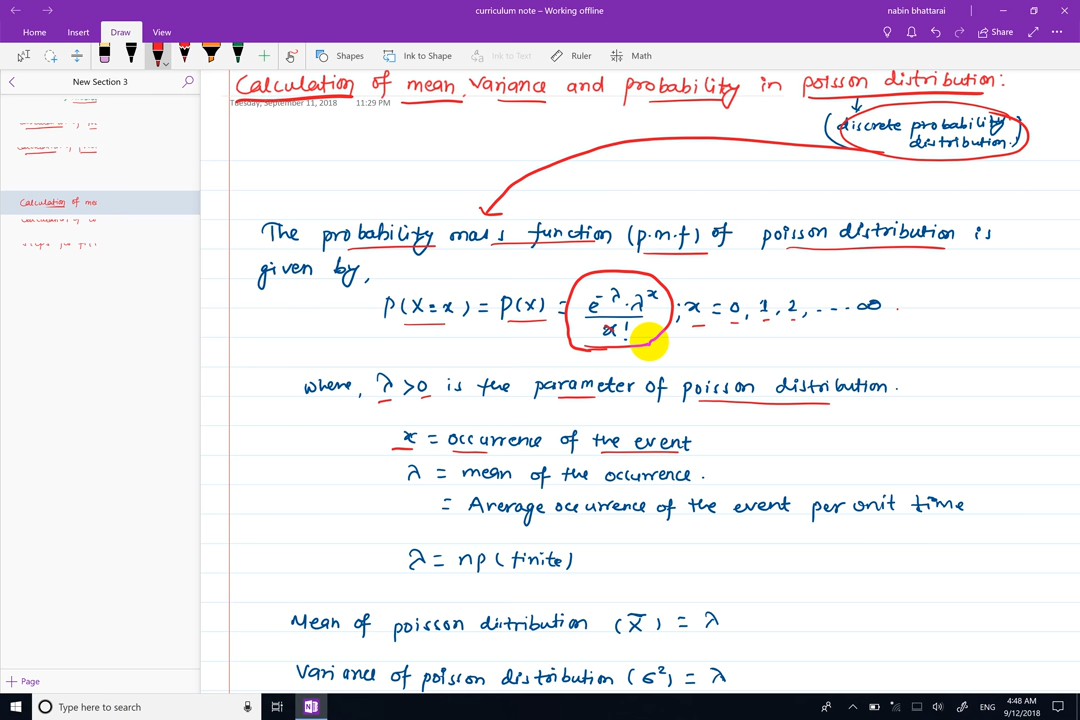 curriculum note – Working offline
nabin bhattarai
Home
Insert
Draw
View
Share
Shapes
Ink to Shape
Ink to Text
Ruler
Math
New Section 3
Calculation of mea
+ Page
Calculation of mean, variance and probability in poisson distribution:
Tuesday, September 11, 2018 11:29 PM
(discrete probability
distribution.)
The probability mass function (p.m.f) of poisson distribution is
given by,
P(X=x) = P(X) = e^-λ · λ^x / x! ; x = 0, 1, 2, .... ∞
where, λ > 0 is the parameter of poisson distribution.
x = occurrence of the event
λ = mean of the occurrence.
= Average occurrence of the event per unit time
λ = np (finite)
Mean of poisson distribution (X̅) = λ
Variance of poisson distribution (σ²) = λ
Type here to search
ENG
4:48 AM
9/12/2018